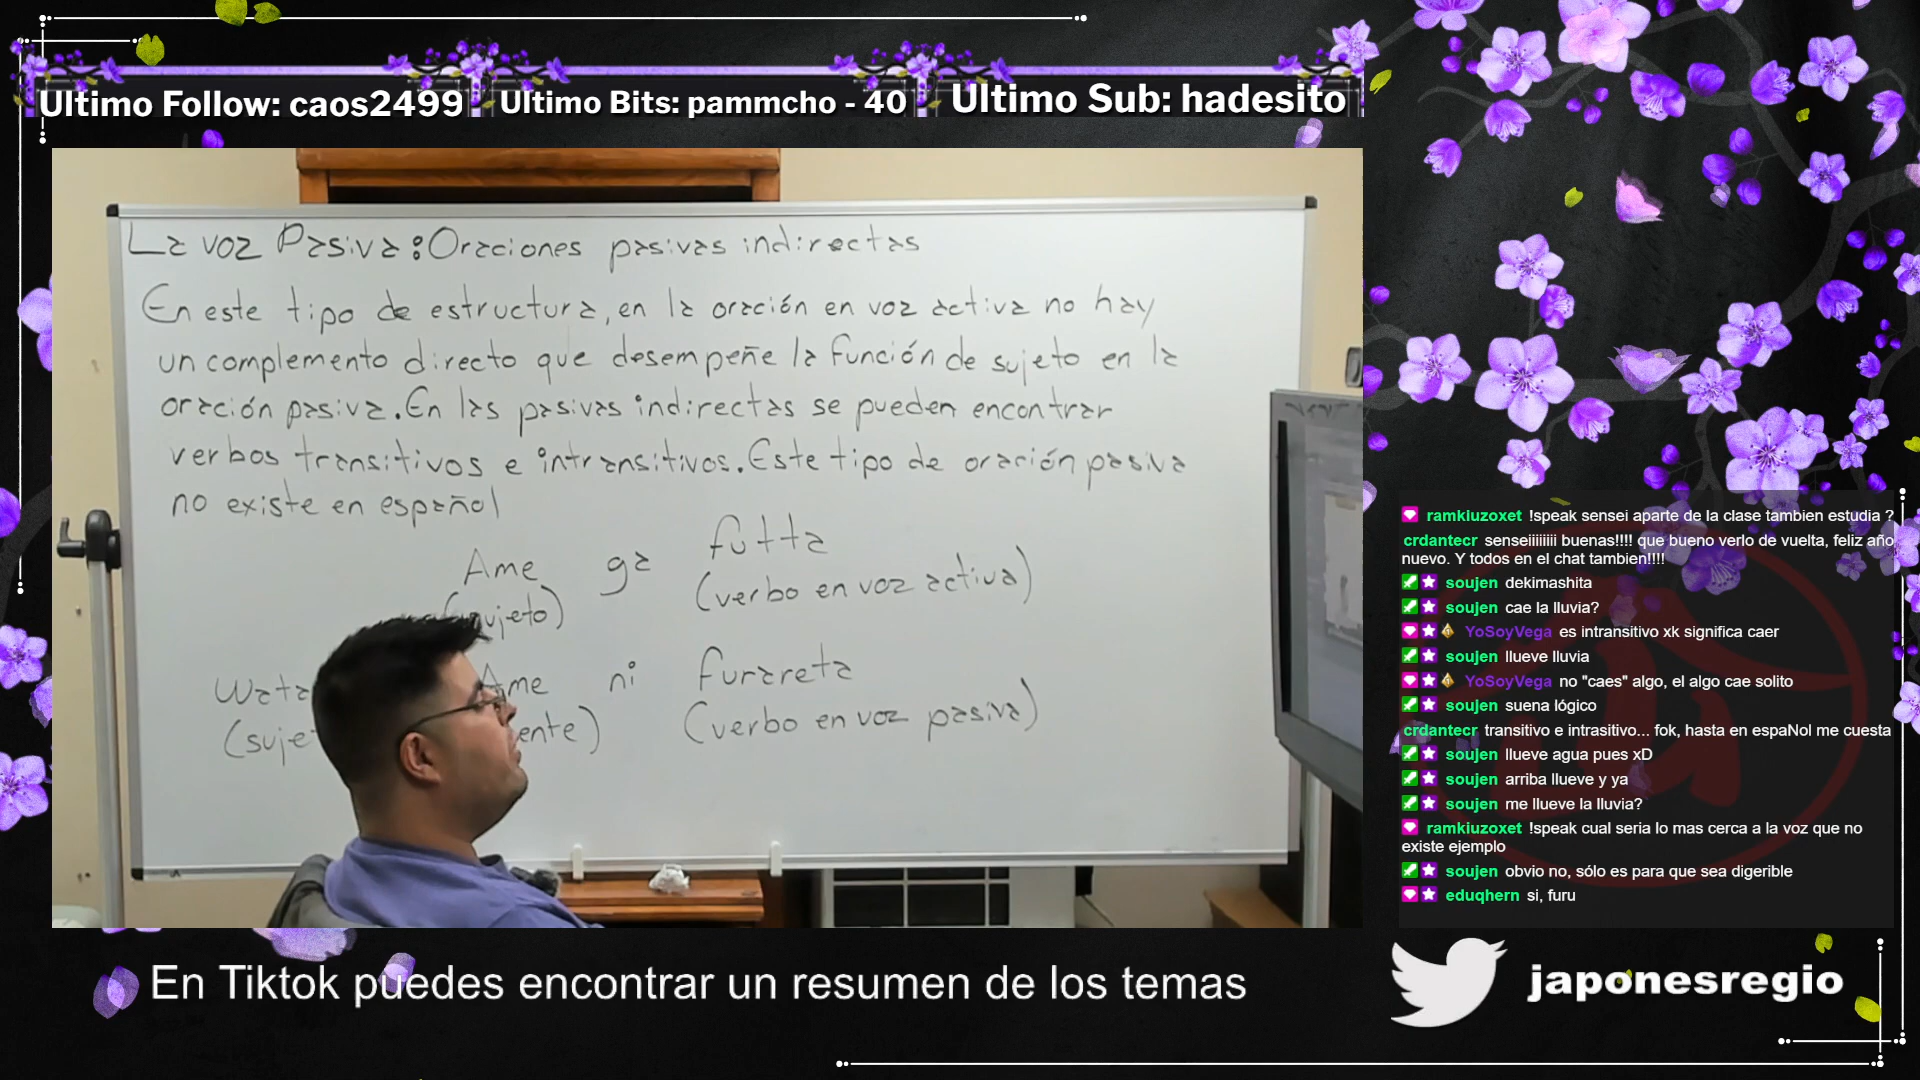 Ultimo Follow: caos2499
Ultimo Bits: pammcho - 40
Ultimo Sub: hadesito
La voz Pasiva: Oraciones pasivas indirectas
En este tipo de estructura, en la oración en voz activa no hay
un complemento directo que desempeñe la función de sujeto en la
oración pasiva. En las pasivas indirectas se pueden encontrar
verbos transitivos e intransitivos. Este tipo de oración pasiva
no existe en español
Ame ga futta
(verbo en voz activa)
Ame ni furareta
(verbo en voz pasiva)
ramkiuzoxet !speak sensei aparte de la clase tambien estudia ?
crdantecr senseiiiiiiii buenas!!!! que bueno verlo de vuelta, feliz año
nuevo. Y todos en el chat tambien!!!!
soujen dekimashita
soujen cae la lluvia?
YoSoyVega es intransitivo xk significa caer
soujen llueve lluvia
YoSoyVega no "caes" algo, el algo cae solito
soujen suena lógico
crdantecr transitivo e intrasitivo... fok, hasta en espaNol me cuesta
soujen llueve agua pues xD
soujen arriba llueve y ya
soujen me llueve la lluvia?
ramkiuzoxet !speak cual seria lo mas cerca a la voz que no
existe ejemplo
soujen obvio no, sólo es para que sea digerible
eduqhern si, furu
En Tiktok puedes encontrar un resumen de los temas
japonesregio